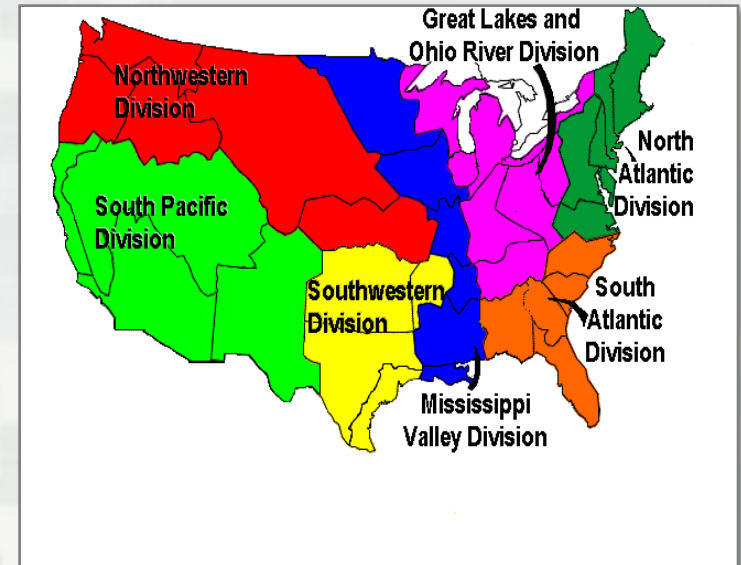 Great Lakes and
Ohio River Division
Northwestern
Division
North
Atlantic
Division
South Pacific
Division
Southwestern
Division
South
Atlantic
Division
Mississippi
Valley Division